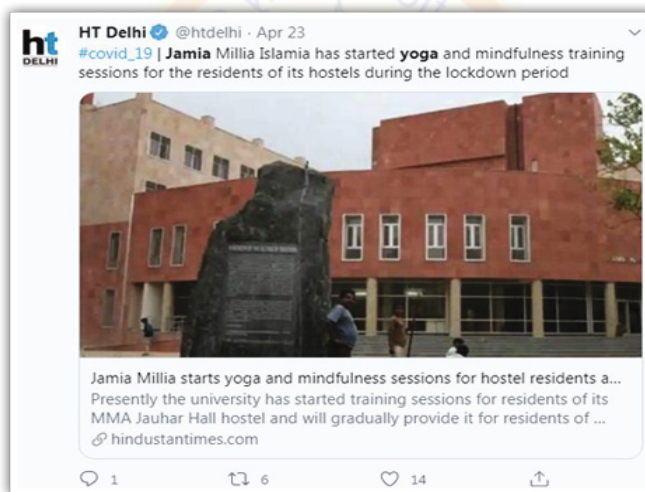 ht
DELHI
HT Delhi @htdelhi · Apr 23
#covid_19 | Jamia Millia Islamia has started yoga and mindfulness training
sessions for the residents of its hostels during the lockdown period
Jamia Millia starts yoga and mindfulness sessions for hostel residents a...
Presently the university has started training sessions for residents of its
MMA Jauhar Hall hostel and will gradually provide it for residents of ...
hindustantimes.com
1 6 14